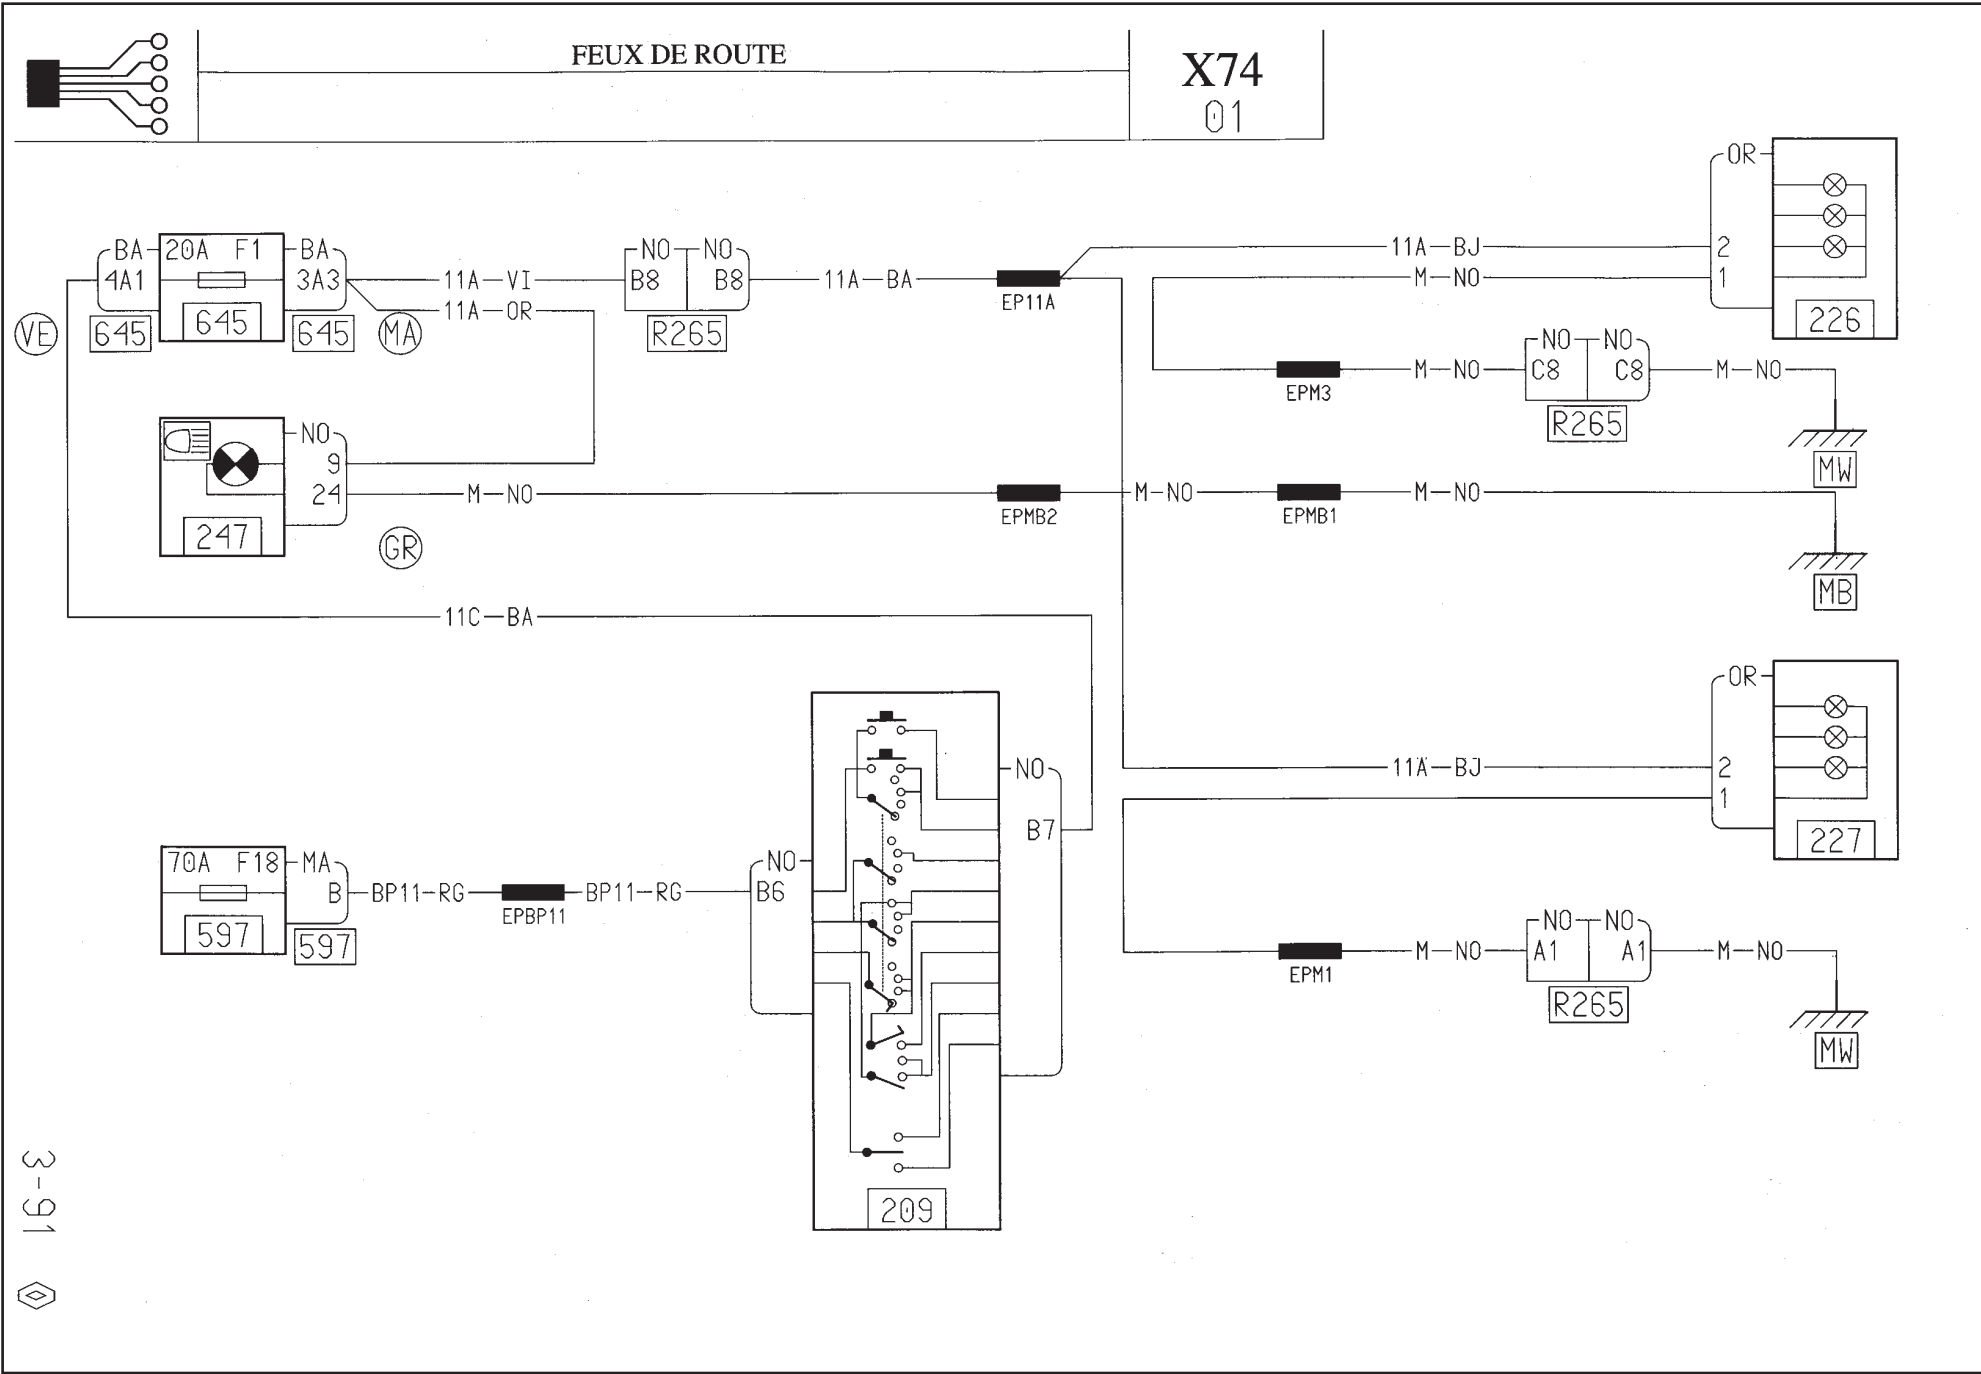 FEUX DE ROUTE
X74
01
OR
BA 20A F1 BA
NO NO
11A—BJ 2
4A1 3A3 11A—VI B8 B8 11A—BA
M—NO 1
EP11A
11A—OR
VE 645 645 645 MA R265
226
NO NO
M—NO C8 C8 M—NO
EPM3
R265
NO
9
MW
24 M—NO M—NO M—NO
EPMB2 EPMB1
247 GR
MB
11C—BA
OR
NO
11A—BJ 2
1
B7
227
70A F18 MA NO
B BP11—RG BP11—RG B6
EPBP11
597 597
NO NO
M—NO A1 A1 M—NO
EPM1
R265
MW
209
3-91